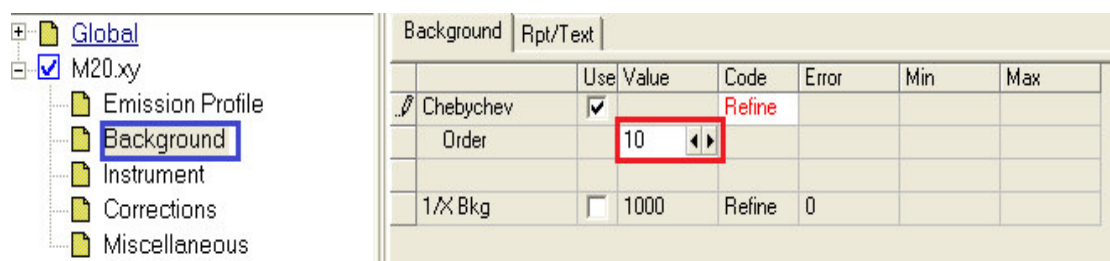 Global
M20.xy
Emission Profile
Background
Instrument
Corrections
Miscellaneous
Background Rpt/Text
Use Value Code Error Min Max
Chebychev Refine
Order 10
1/X Bkg 1000 Refine 0